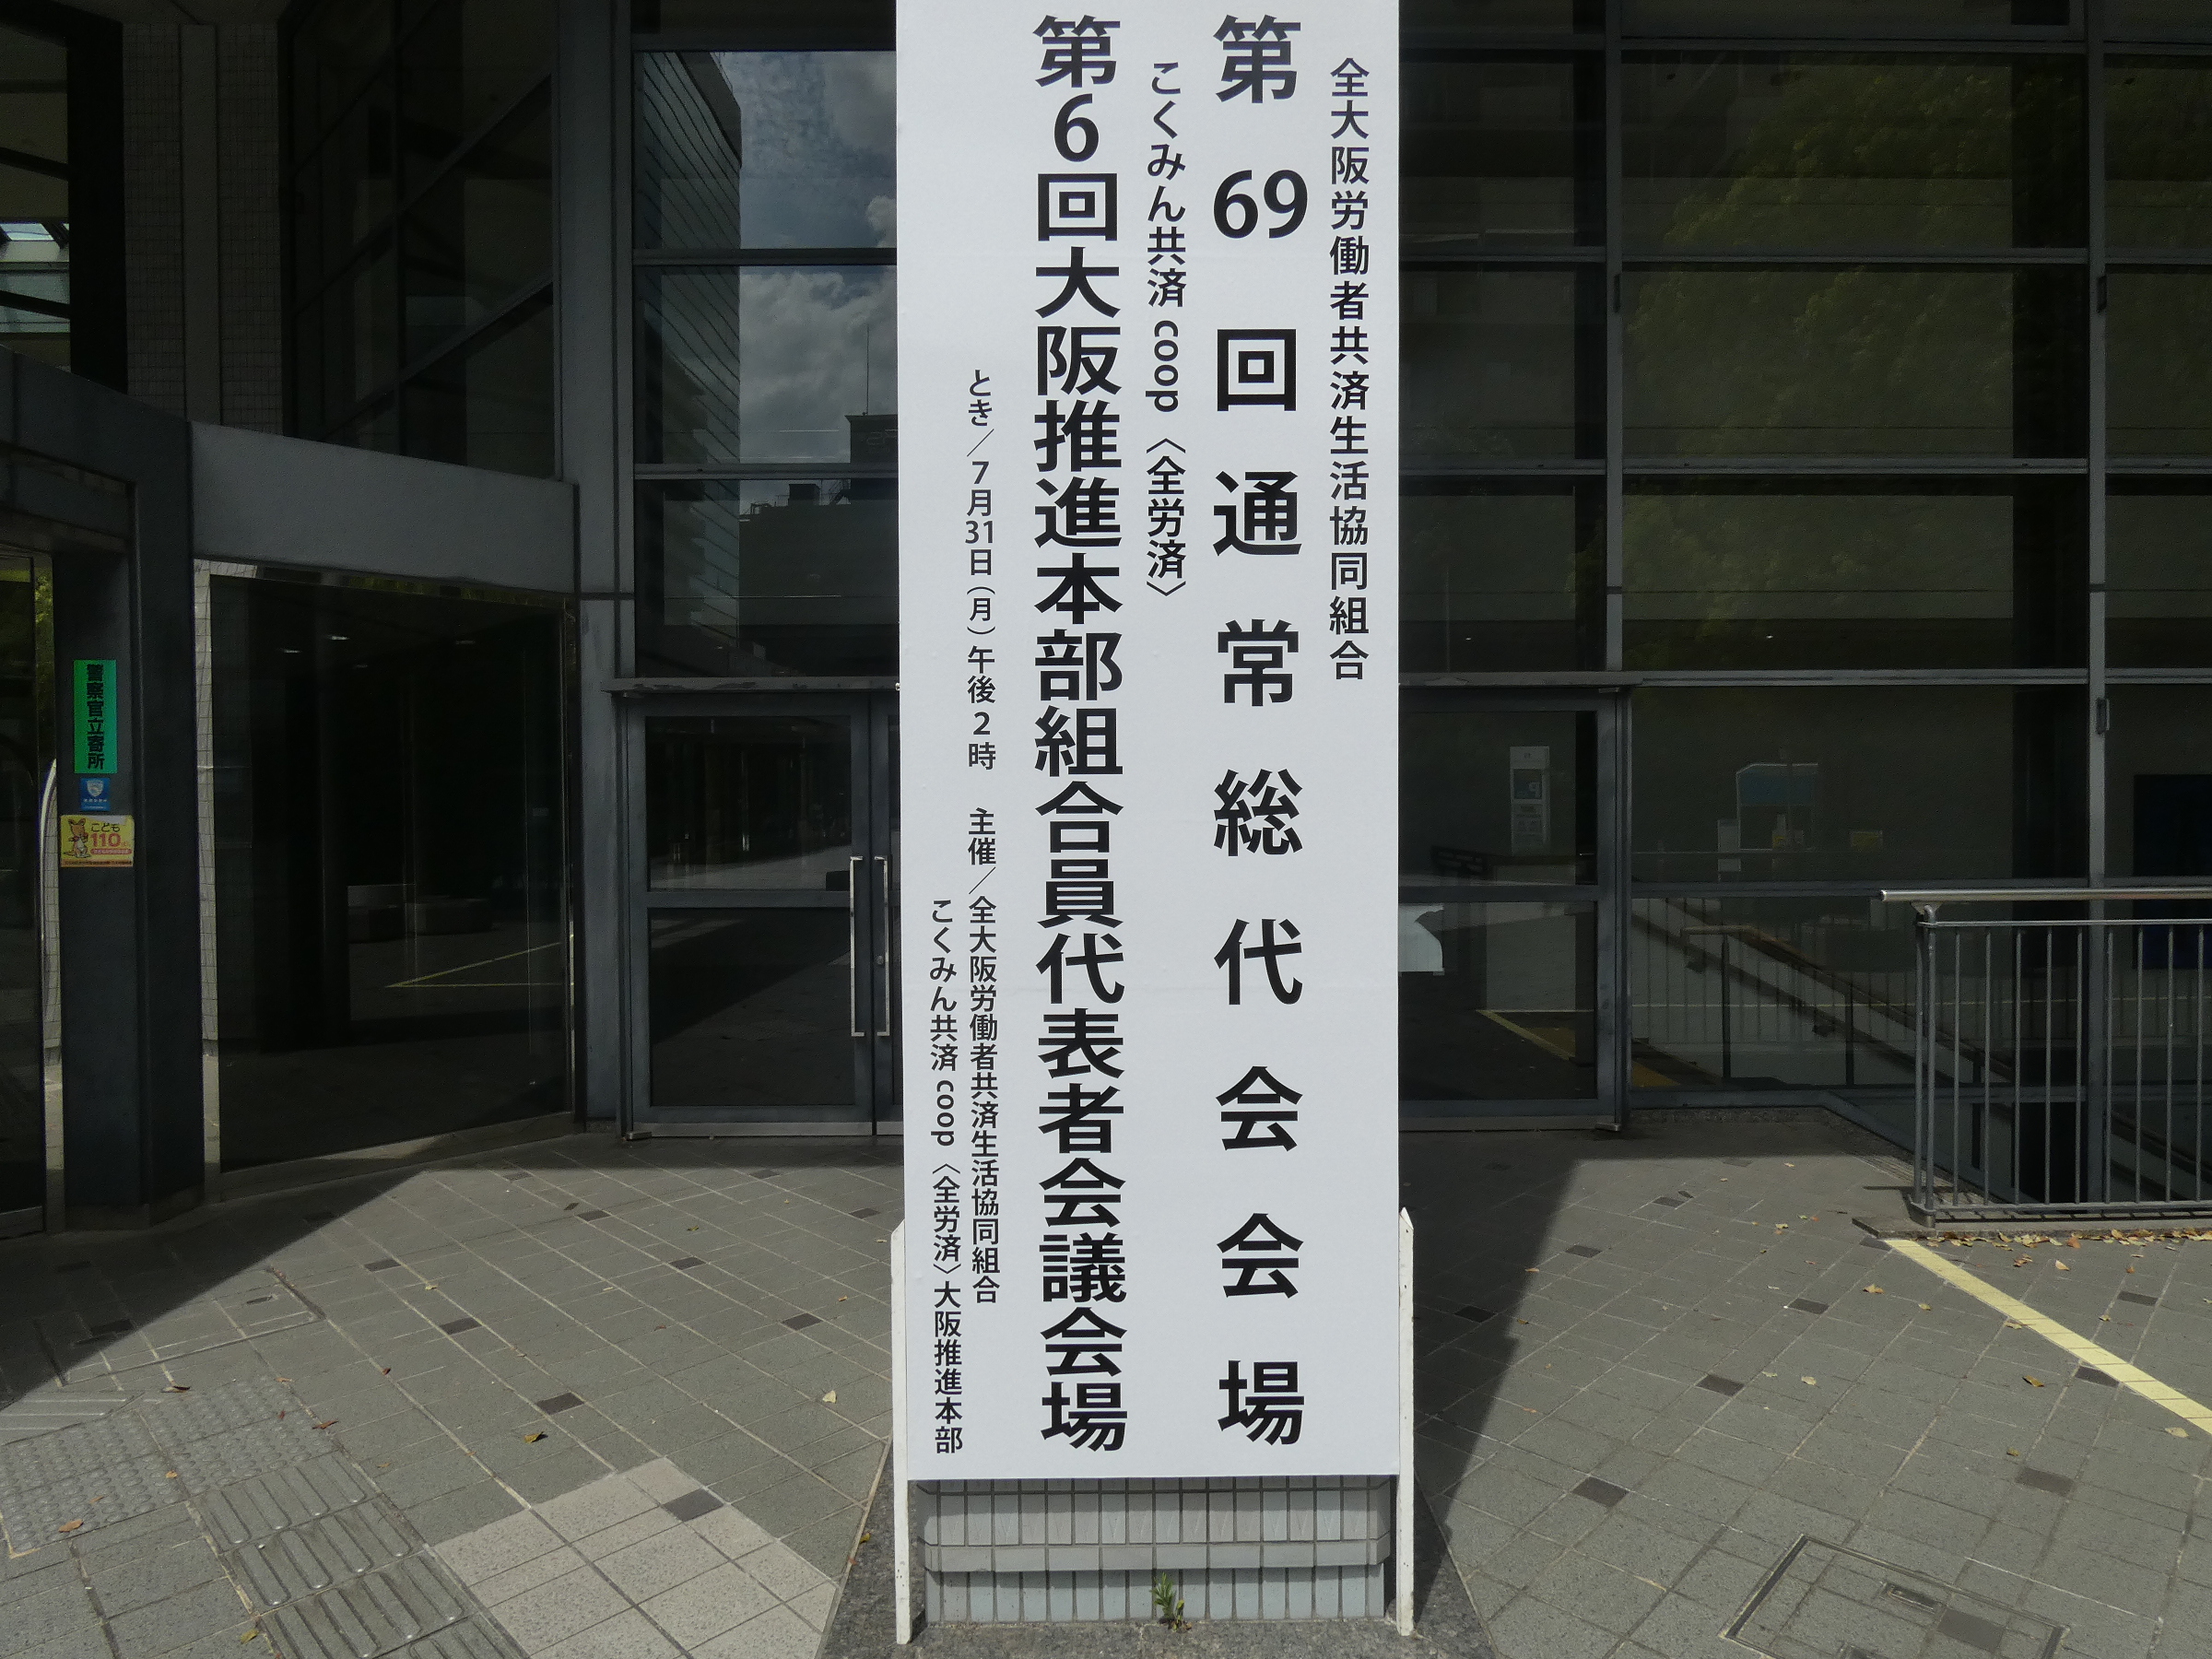 全大阪労働者共済生活協同組合
第69回通常総代会会場
こくみん共済 coop 〈全労済〉
第6回大阪推進本部組合員代表者会議会場
とき／7月31日(月)午後2時 主催／全大阪労働者共済生活協同組合
こくみん共済 coop 〈全労済〉大阪推進本部
警察官立寄所
こども
110